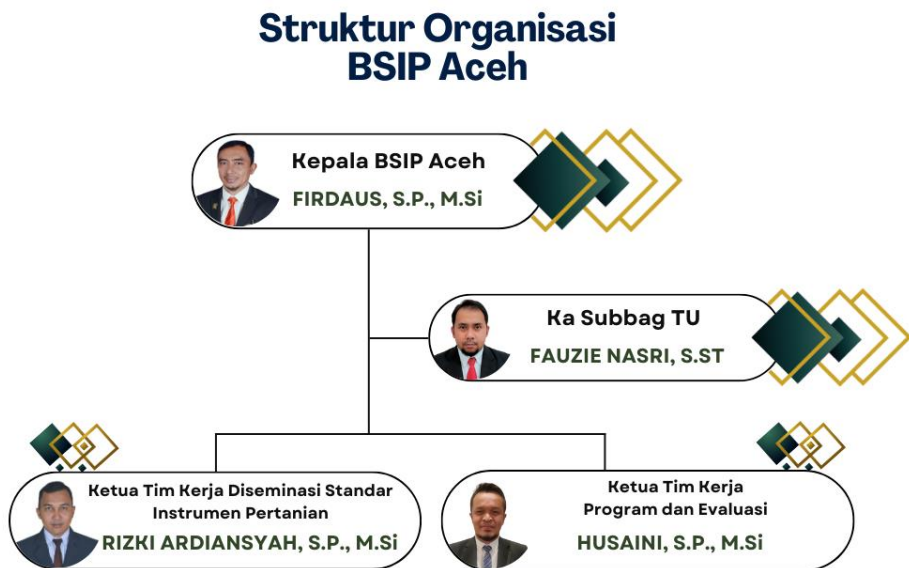 Struktur Organisasi
BSIP Aceh
Kepala BSIP Aceh
FIRDAUS, S.P., M.Si
Ka Subbag TU
FAUZIE NASRI, S.ST
Ketua Tim Kerja Diseminasi Standar
Instrumen Pertanian
RIZKI ARDIANSYAH, S.P., M.Si
Ketua Tim Kerja
Program dan Evaluasi
HUSAINI, S.P., M.Si